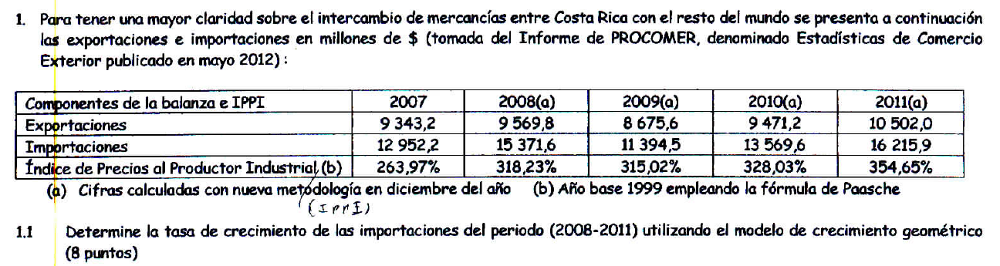 1. Para tener una mayor claridad sobre el intercambio de mercancías entre Costa Rica con el resto del mundo se presenta a continuación
las exportaciones e importaciones en millones de $ (tomada del Informe de PROCOMER, denominado Estadísticas de Comercio
Exterior publicado en mayo 2012) :
Componentes de la balanza e IPPI 2007 2008(a) 2009(a) 2010(a) 2011(a)
Exportaciones 9 343,2 9 569,8 8 675,6 9 471,2 10 502,0
Importaciones 12 952,2 15 371,6 11 394,5 13 569,6 16 215,9
Índice de Precios al Productor Industrial (b) 263,97% 318,23% 315,02% 328,03% 354,65%
(a) Cifras calculadas con nueva metodología en diciembre del año (b) Año base 1999 empleando la fórmula de Paasche
(IPPI)
1.1 Determine la tasa de crecimiento de las importaciones del periodo (2008-2011) utilizando el modelo de crecimiento geométrico
(8 puntos)